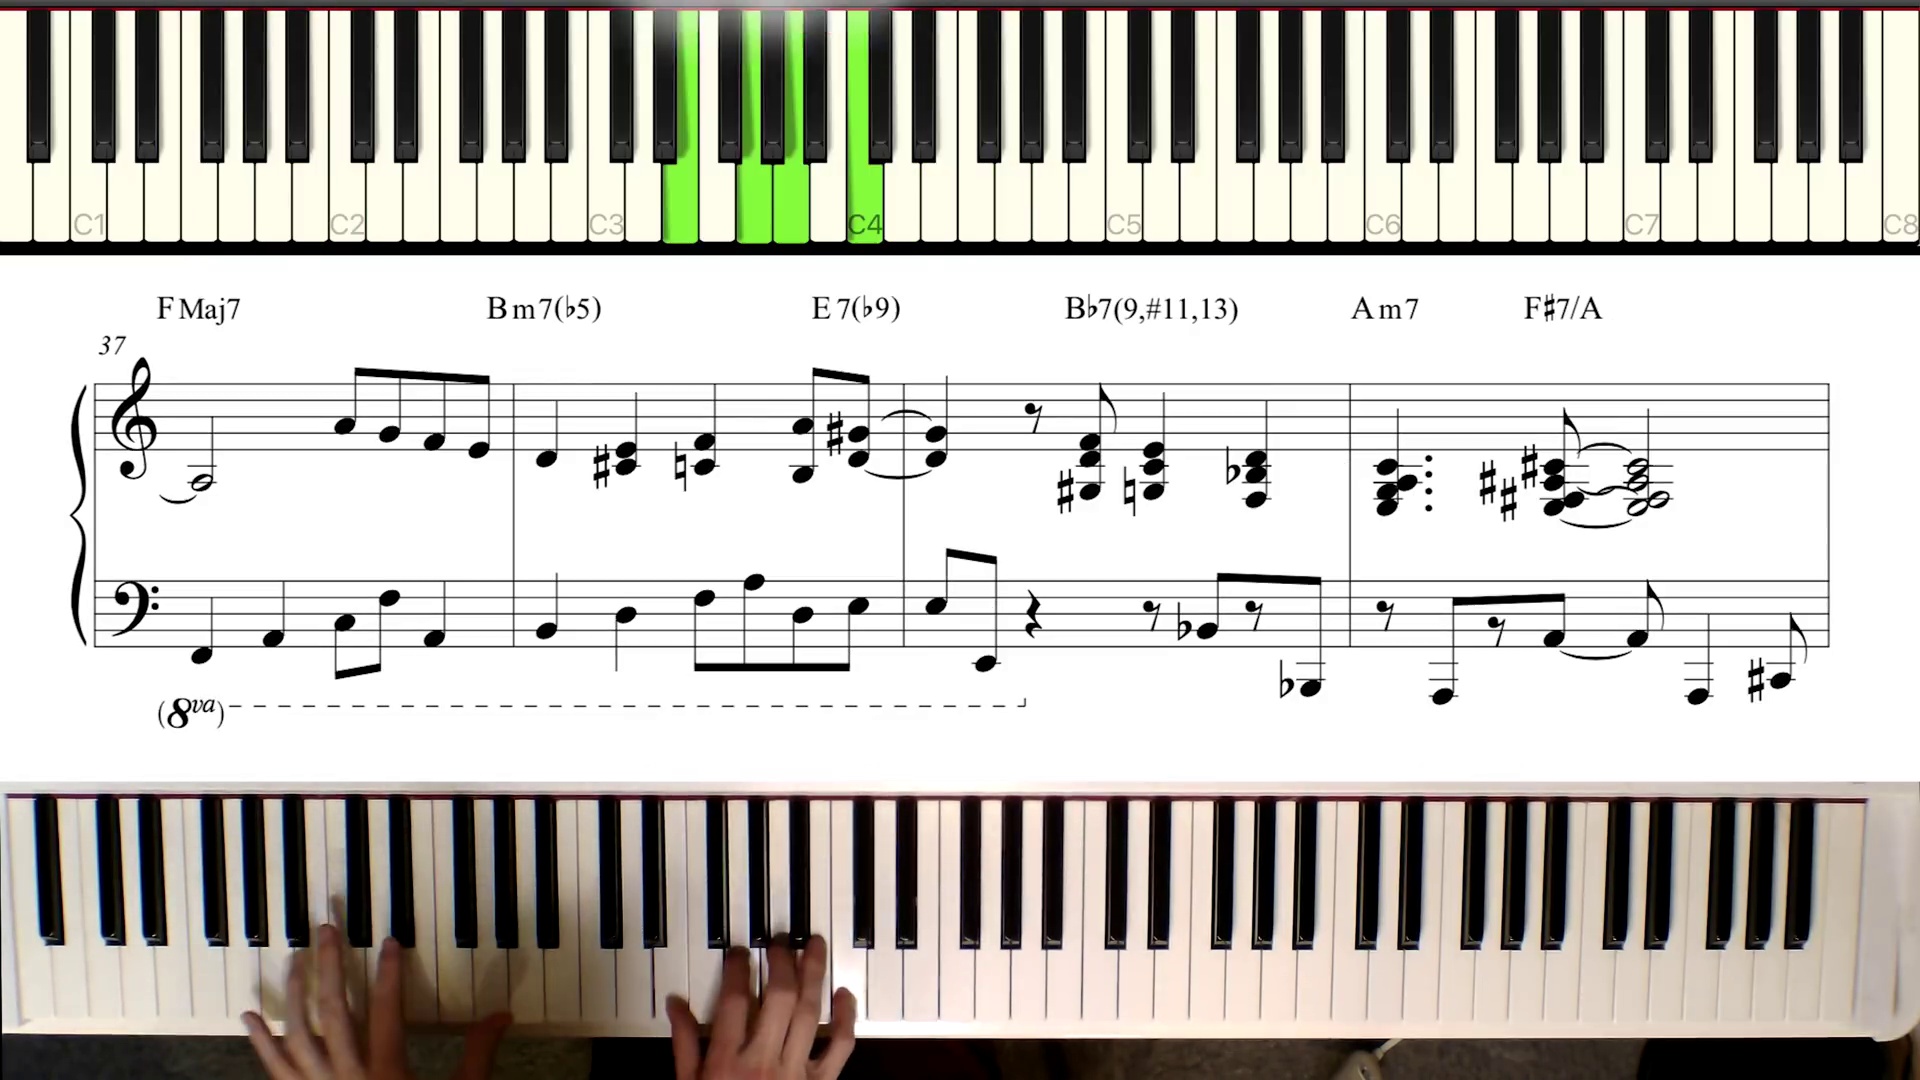 C1 C2 C3 C4 C5 C6 C7 C8
F Maj7 B m7(♭5) E 7(♭9) B♭7(9,#11,13) A m7 F♯7/A
37
(8va)